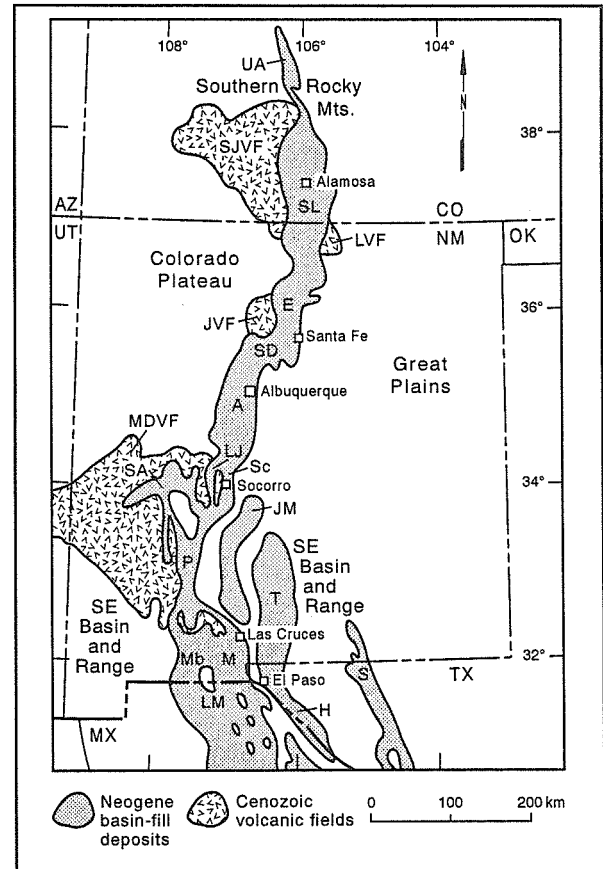 108°
106°
104°
UA
Southern Rocky
Mts.
N
38°
SJVF
Alamosa
SL
AZ
CO
UT
NM
OK
LVF
Colorado
Plateau
36°
E
JVF
Santa Fe
SD
Great
Plains
Albuquerque
A
MDVF
LJ
Sc
SA
34°
Socorro
JM
SE
Basin
and
Range
P
T
SE
Basin
and
Range
Las Cruces
Mb
M
32°
TX
S
El Paso
LM
H
MX
Neogene
basin-fill
deposits
Cenozoic
volcanic fields
0 100 200 km